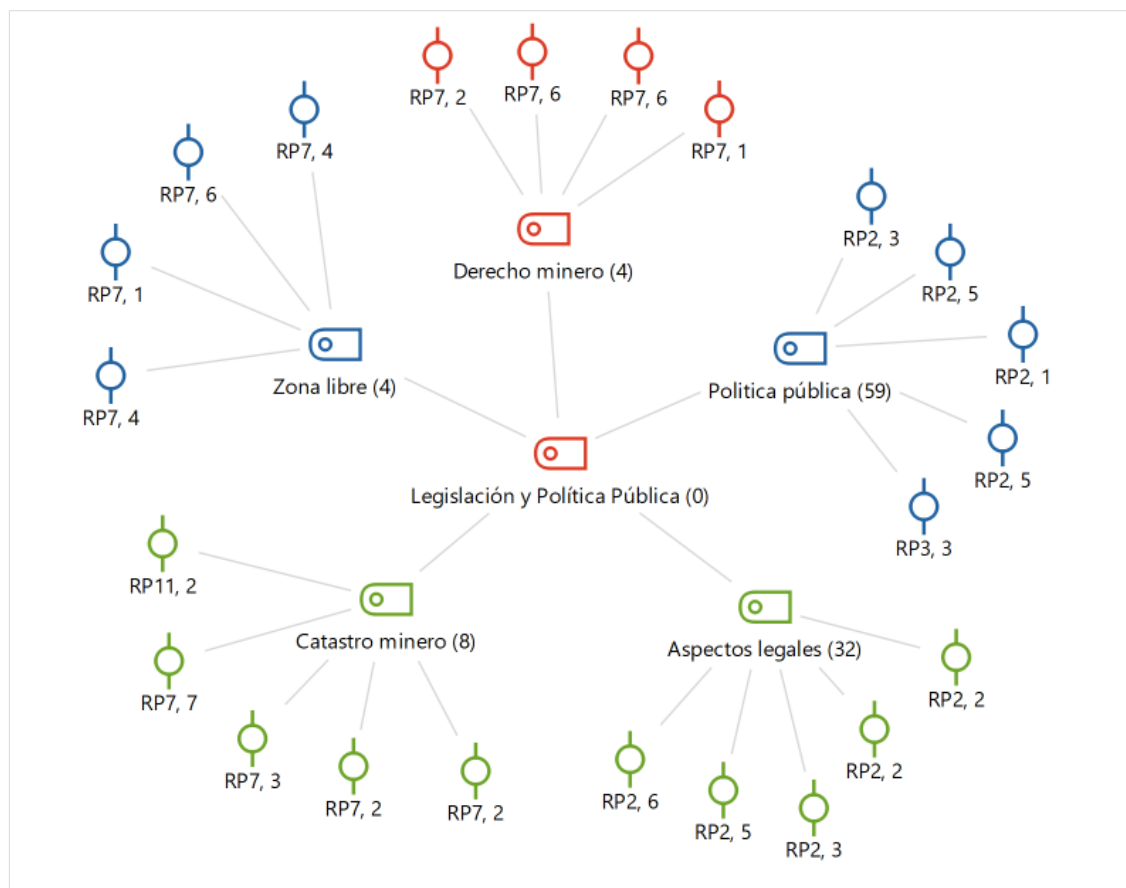 RP7, 2
RP7, 6
RP7, 6
RP7, 1
RP7, 4
RP7, 6
RP7, 1
RP7, 4
Derecho minero (4)
Zona libre (4)
RP2, 3
RP2, 5
RP2, 1
RP2, 5
RP3, 3
Politica pública (59)
Legislación y Política Pública (0)
RP11, 2
RP7, 7
RP7, 3
RP7, 2
RP7, 2
Catastro minero (8)
Aspectos legales (32)
RP2, 2
RP2, 2
RP2, 6
RP2, 5
RP2, 3